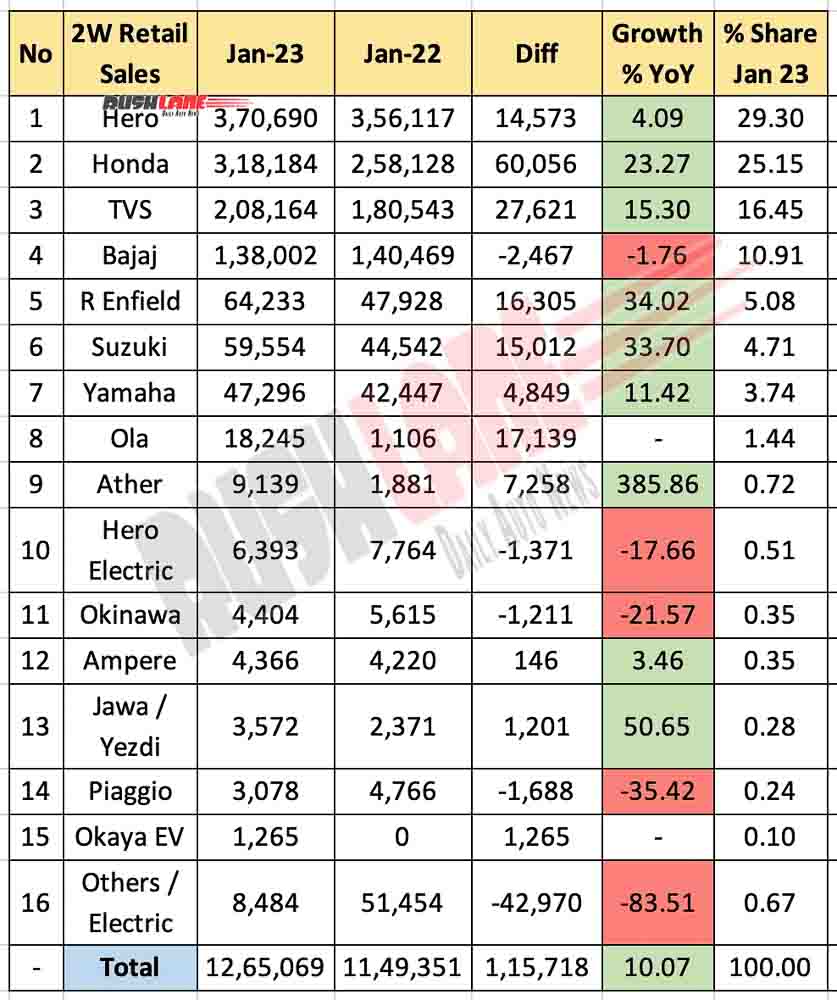 No 2W Retail Sales Jan-23 Jan-22 Diff Growth % YoY % Share Jan 23
RUSHLANE
DAILY AUTO NEWS
1 Hero 3,70,690 3,56,117 14,573 4.09 29.30
2 Honda 3,18,184 2,58,128 60,056 23.27 25.15
3 TVS 2,08,164 1,80,543 27,621 15.30 16.45
4 Bajaj 1,38,002 1,40,469 -2,467 -1.76 10.91
5 R Enfield 64,233 47,928 16,305 34.02 5.08
6 Suzuki 59,554 44,542 15,012 33.70 4.71
7 Yamaha 47,296 42,447 4,849 11.42 3.74
8 Ola 18,245 1,106 17,139 - 1.44
9 Ather 9,139 1,881 7,258 385.86 0.72
10 Hero Electric 6,393 7,764 -1,371 -17.66 0.51
11 Okinawa 4,404 5,615 -1,211 -21.57 0.35
12 Ampere 4,366 4,220 146 3.46 0.35
13 Jawa / Yezdi 3,572 2,371 1,201 50.65 0.28
14 Piaggio 3,078 4,766 -1,688 -35.42 0.24
15 Okaya EV 1,265 0 1,265 - 0.10
16 Others / Electric 8,484 51,454 -42,970 -83.51 0.67
- Total 12,65,069 11,49,351 1,15,718 10.07 100.00
RUSHLANE
DAILY AUTO NEWS